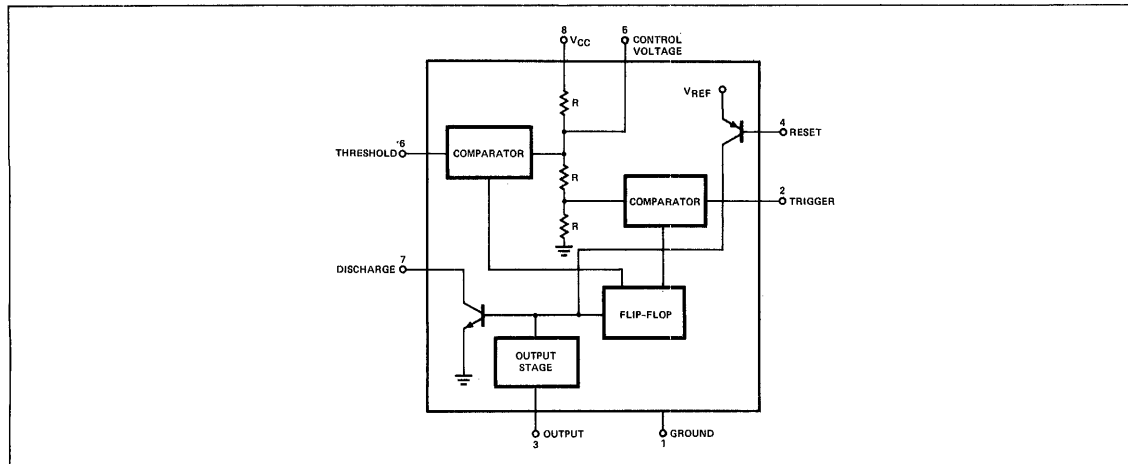 8
VCC
5
CONTROL
VOLTAGE
R
VREF
4
RESET
6
THRESHOLD
COMPARATOR
R
2
COMPARATOR
TRIGGER
R
7
DISCHARGE
FLIP-FLOP
OUTPUT
STAGE
3
OUTPUT
1
GROUND